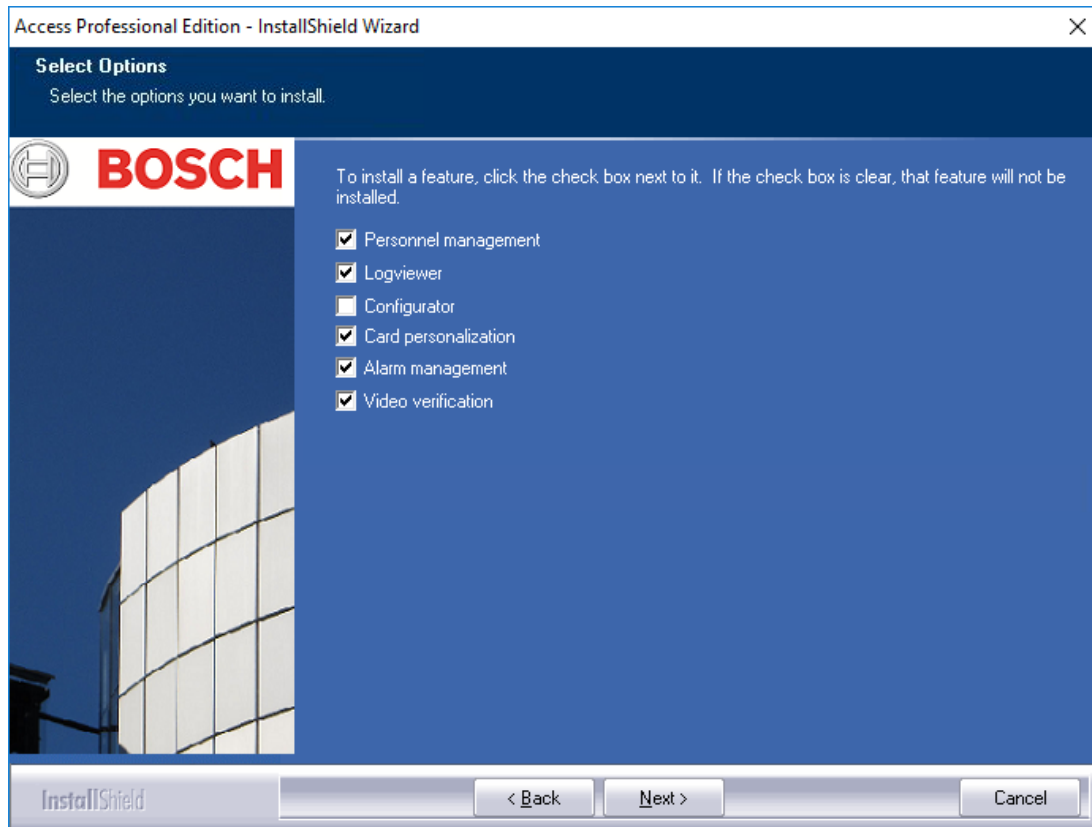 Access Professional Edition - InstallShield Wizard
Select Options
Select the options you want to install.
BOSCH
To install a feature, click the check box next to it. If the check box is clear, that feature will not be
installed.
Personnel management
Logviewer
Configurator
Card personalization
Alarm management
Video verification
InstallShield
< Back
Next >
Cancel